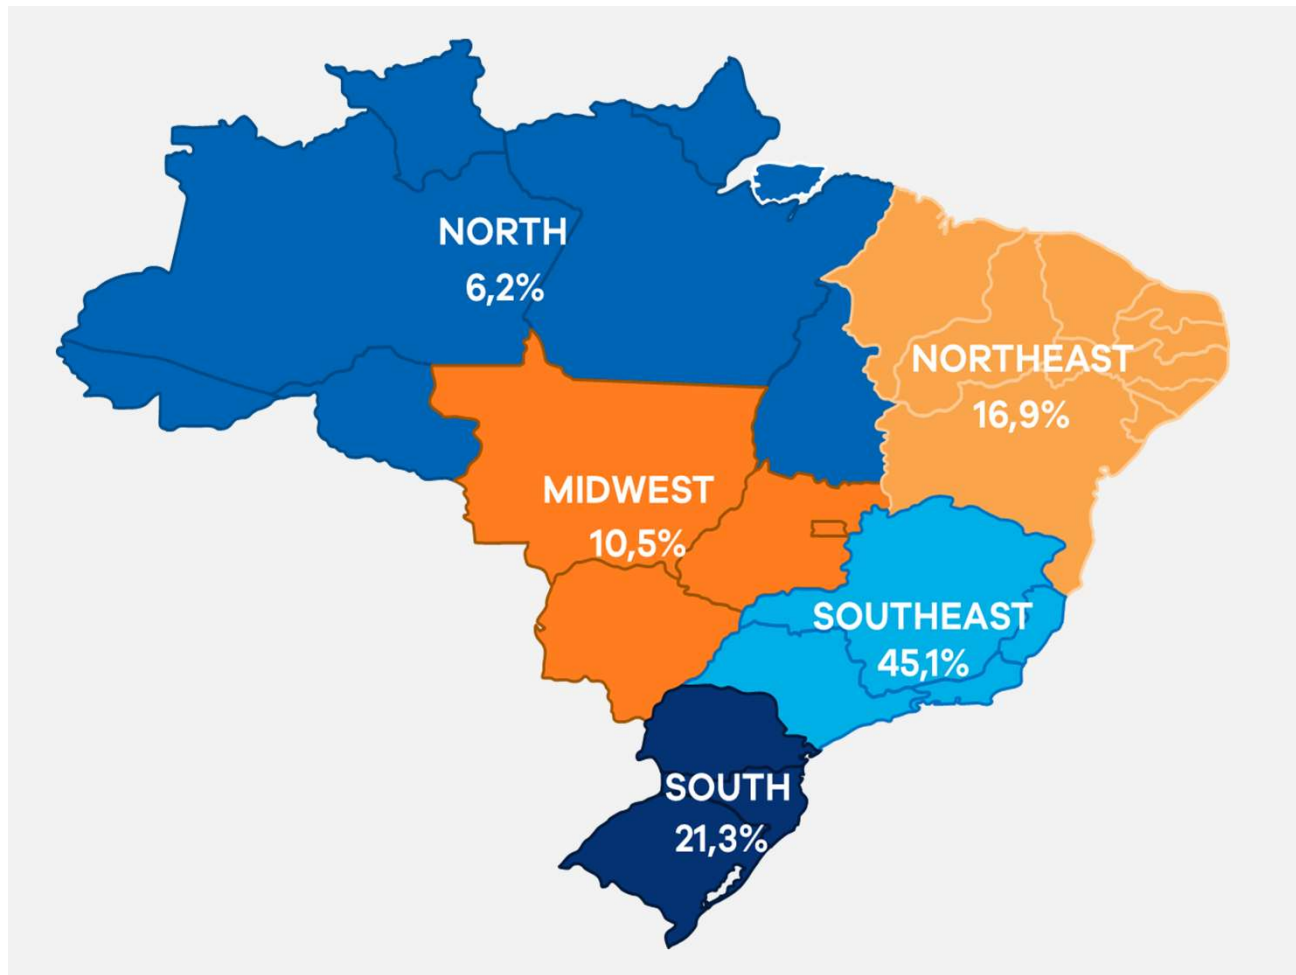 NORTH
6,2%
NORTHEAST
16,9%
MIDWEST
10,5%
SOUTHEAST
45,1%
SOUTH
21,3%